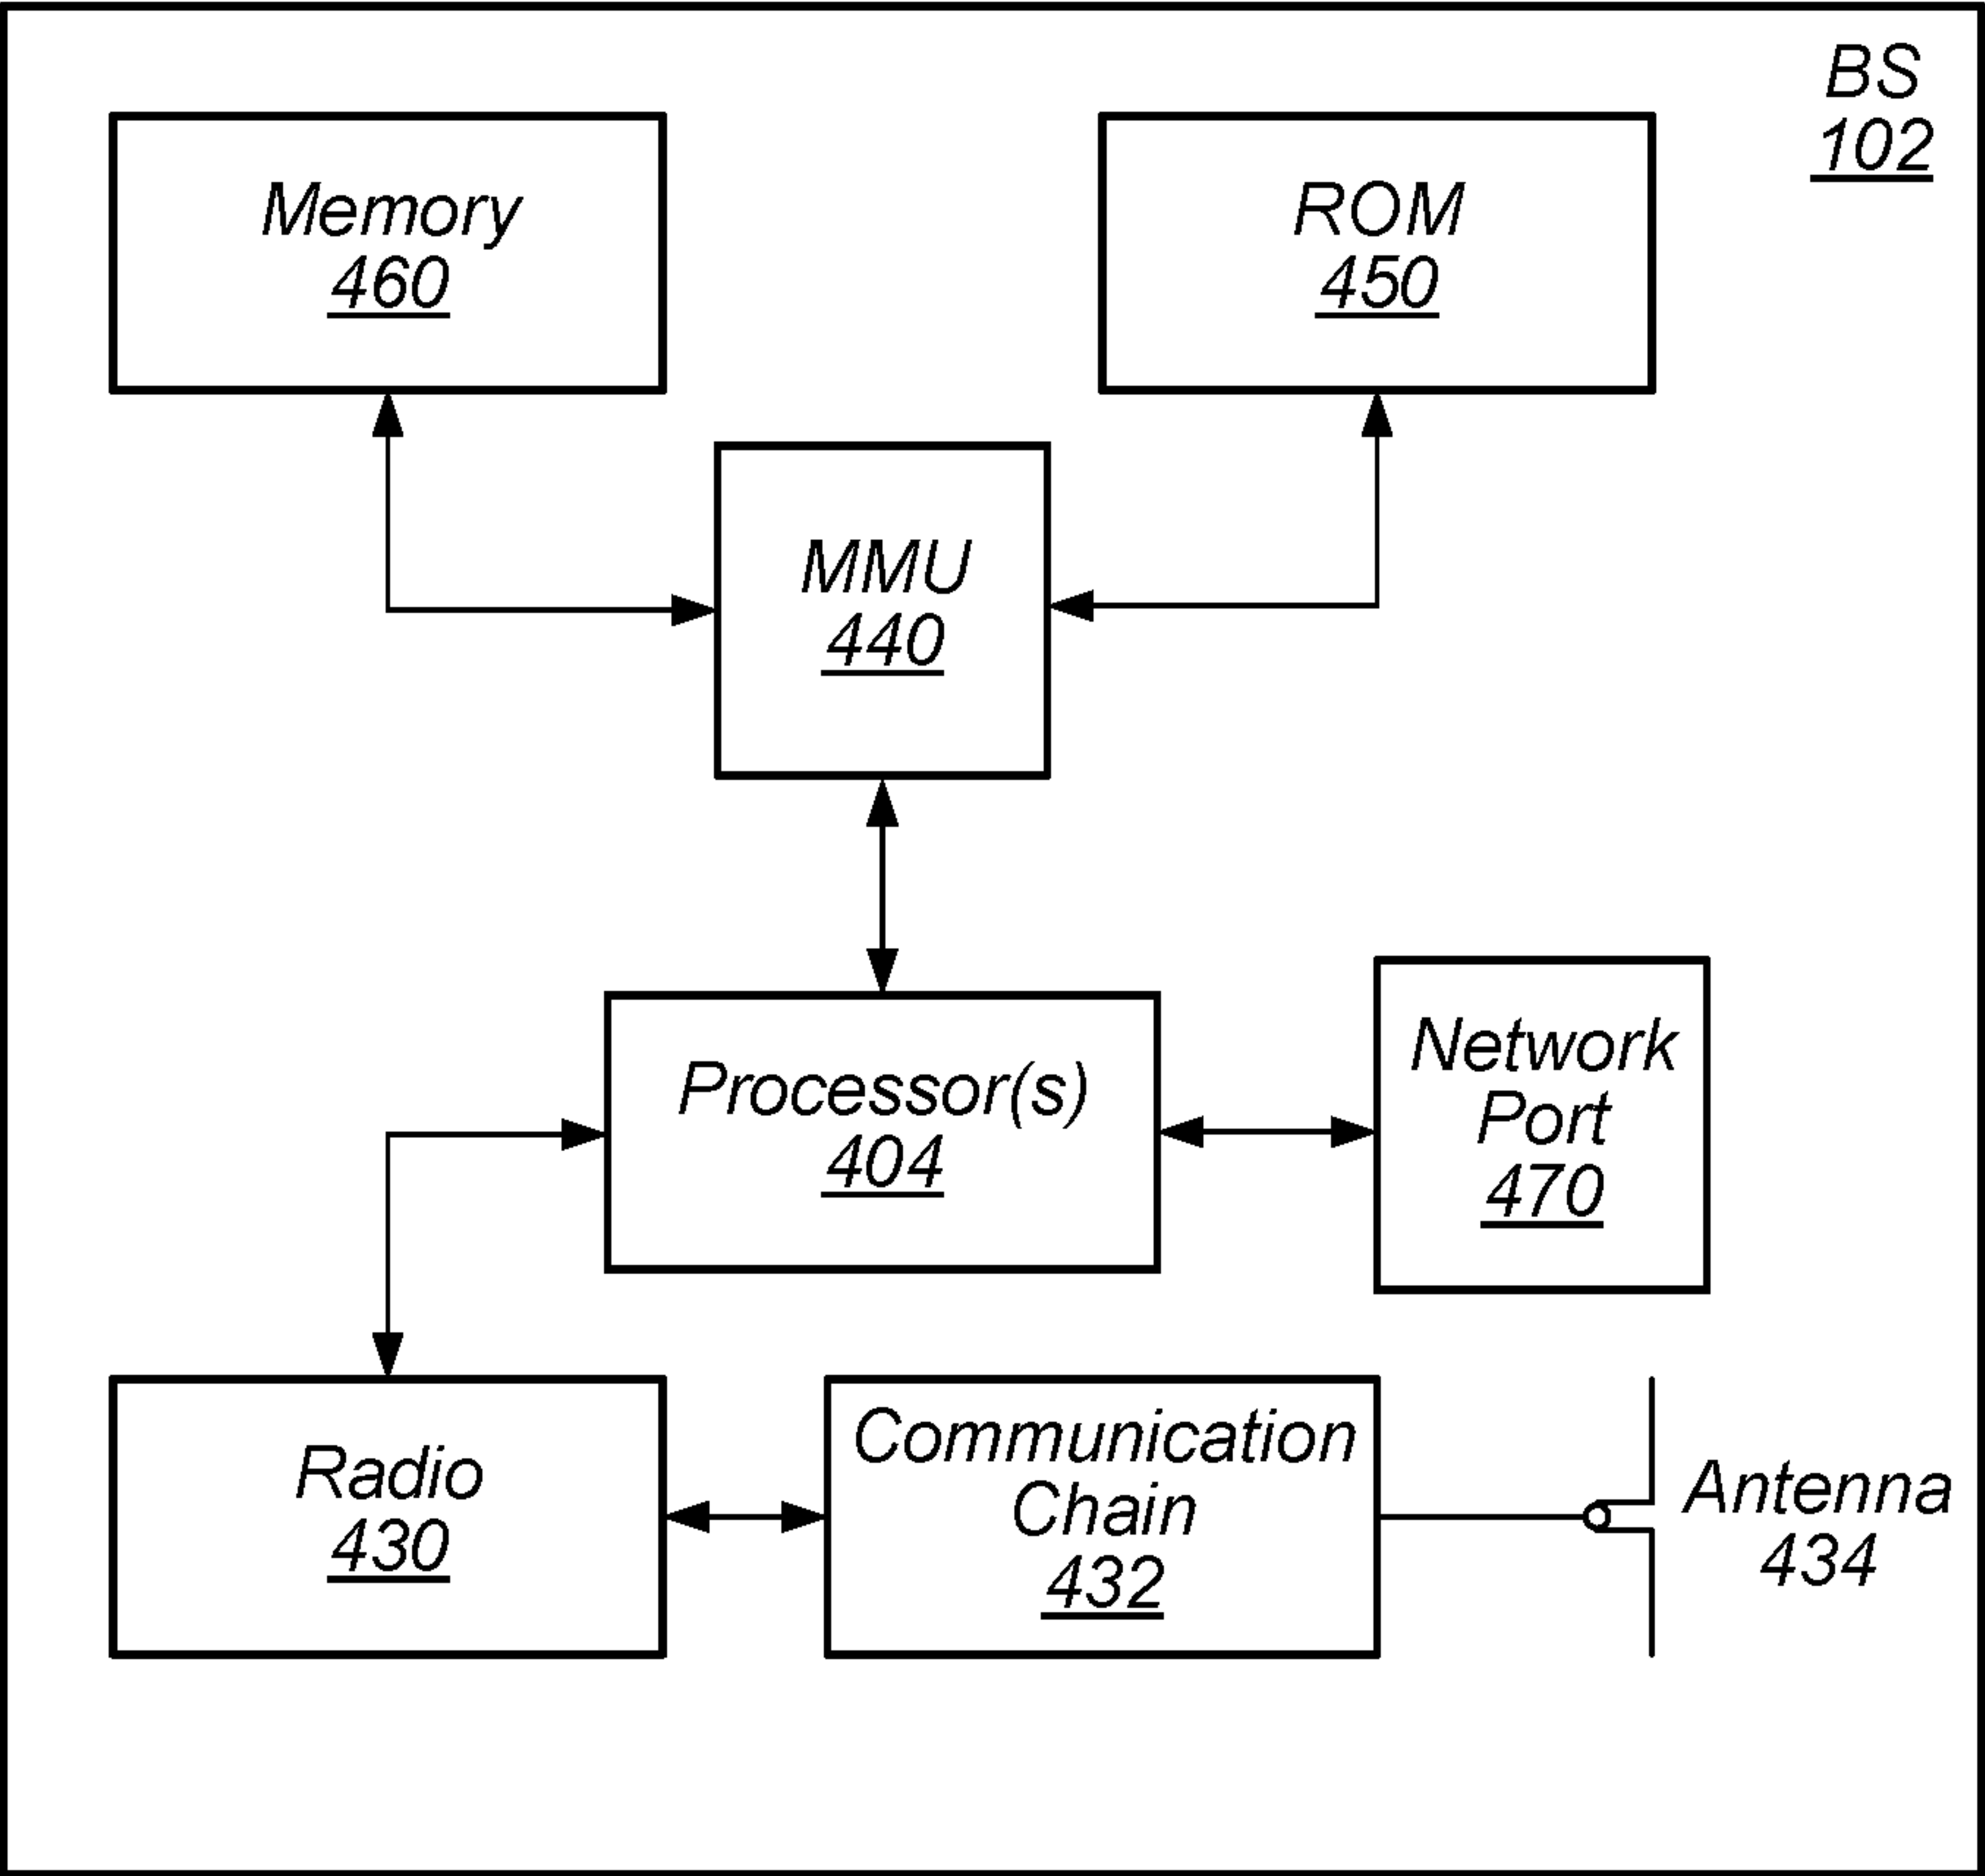 BS
102
Memory
460
ROM
450
MMU
440
Processor(s)
404
Network
Port
470
Radio
430
Communication
Chain
432
Antenna
434